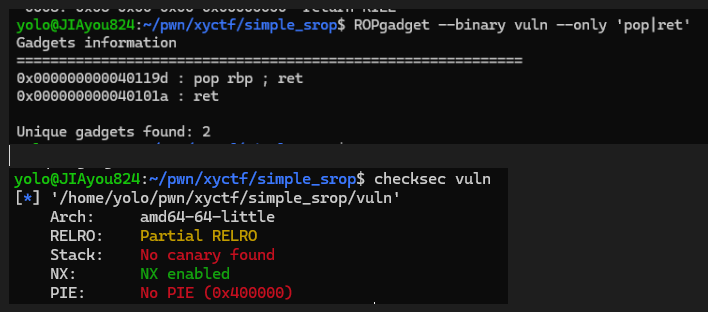 yolo@JIAyou824:~/pwn/xyctf/simple_srop$ ROPgadget --binary vuln --only 'pop|ret'
Gadgets information
============================================================
0x000000000040119d : pop rbp ; ret
0x000000000040101a : ret
Unique gadgets found: 2
yolo@JIAyou824:~/pwn/xyctf/simple_srop$ checksec vuln
[*] '/home/yolo/pwn/xyctf/simple_srop/vuln'
Arch: amd64-64-little
RELRO: Partial RELRO
Stack: No canary found
NX: NX enabled
PIE: No PIE (0x400000)